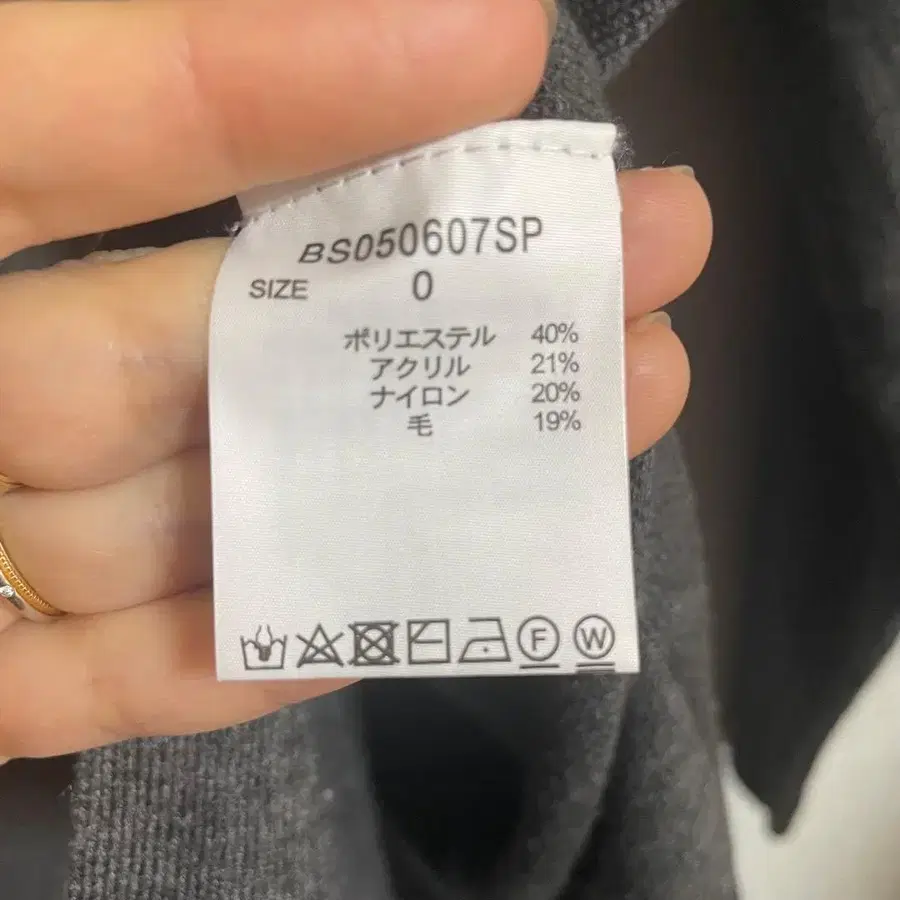 BS050607SP
SIZE 0
ポリエステル 40%
アクリル 21%
ナイロン 20%
毛 19%
F W